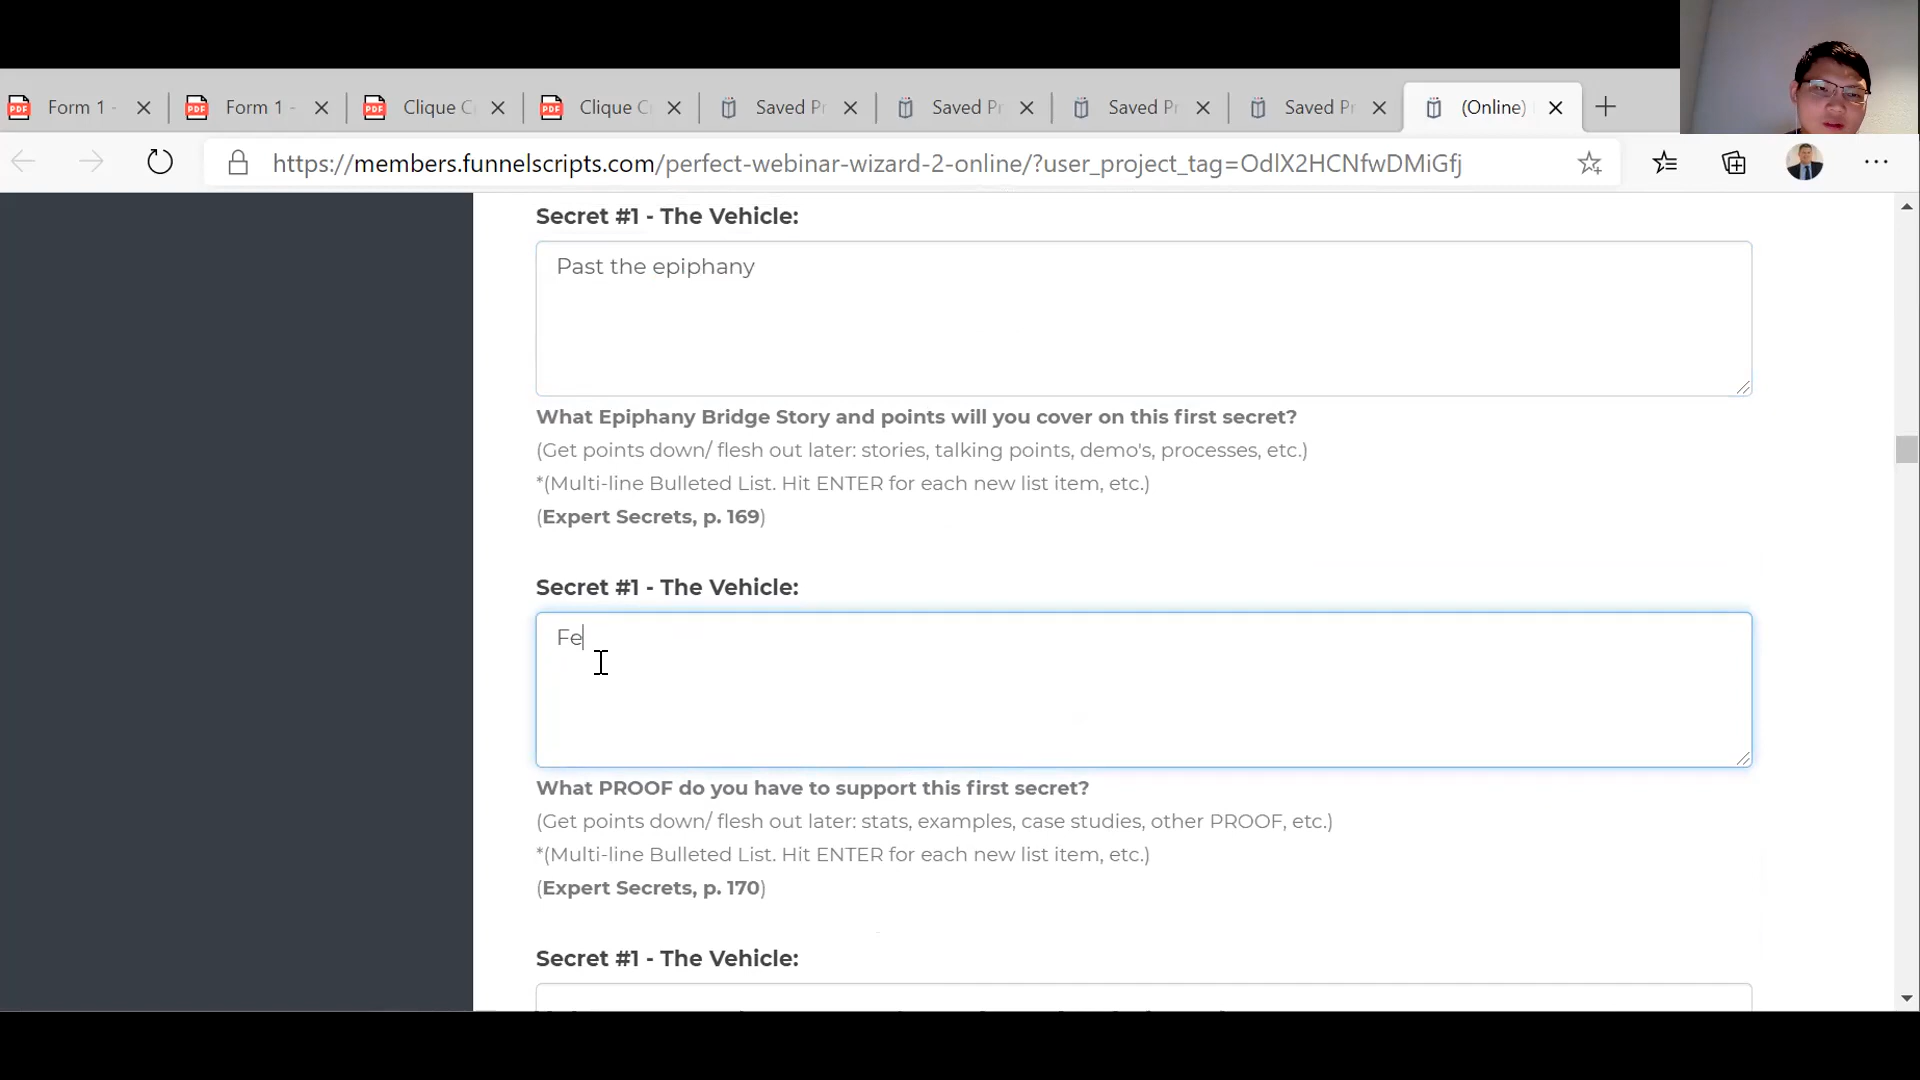 Form 1 -
Form 1 -
Clique C
Clique C
Saved Pr
Saved Pr
Saved Pr
Saved Pr
(Online)
https://members.funnelscripts.com/perfect-webinar-wizard-2-online/?user_project_tag=OdlX2HCNfwDMiGfj
Secret #1 - The Vehicle:
Past the epiphany
What Epiphany Bridge Story and points will you cover on this first secret?
(Get points down/ flesh out later: stories, talking points, demo's, processes, etc.)
*(Multi-line Bulleted List. Hit ENTER for each new list item, etc.)
(Expert Secrets, p. 169)
Secret #1 - The Vehicle:
Fe
What PROOF do you have to support this first secret?
(Get points down/ flesh out later: stats, examples, case studies, other PROOF, etc.)
*(Multi-line Bulleted List. Hit ENTER for each new list item, etc.)
(Expert Secrets, p. 170)
Secret #1 - The Vehicle: